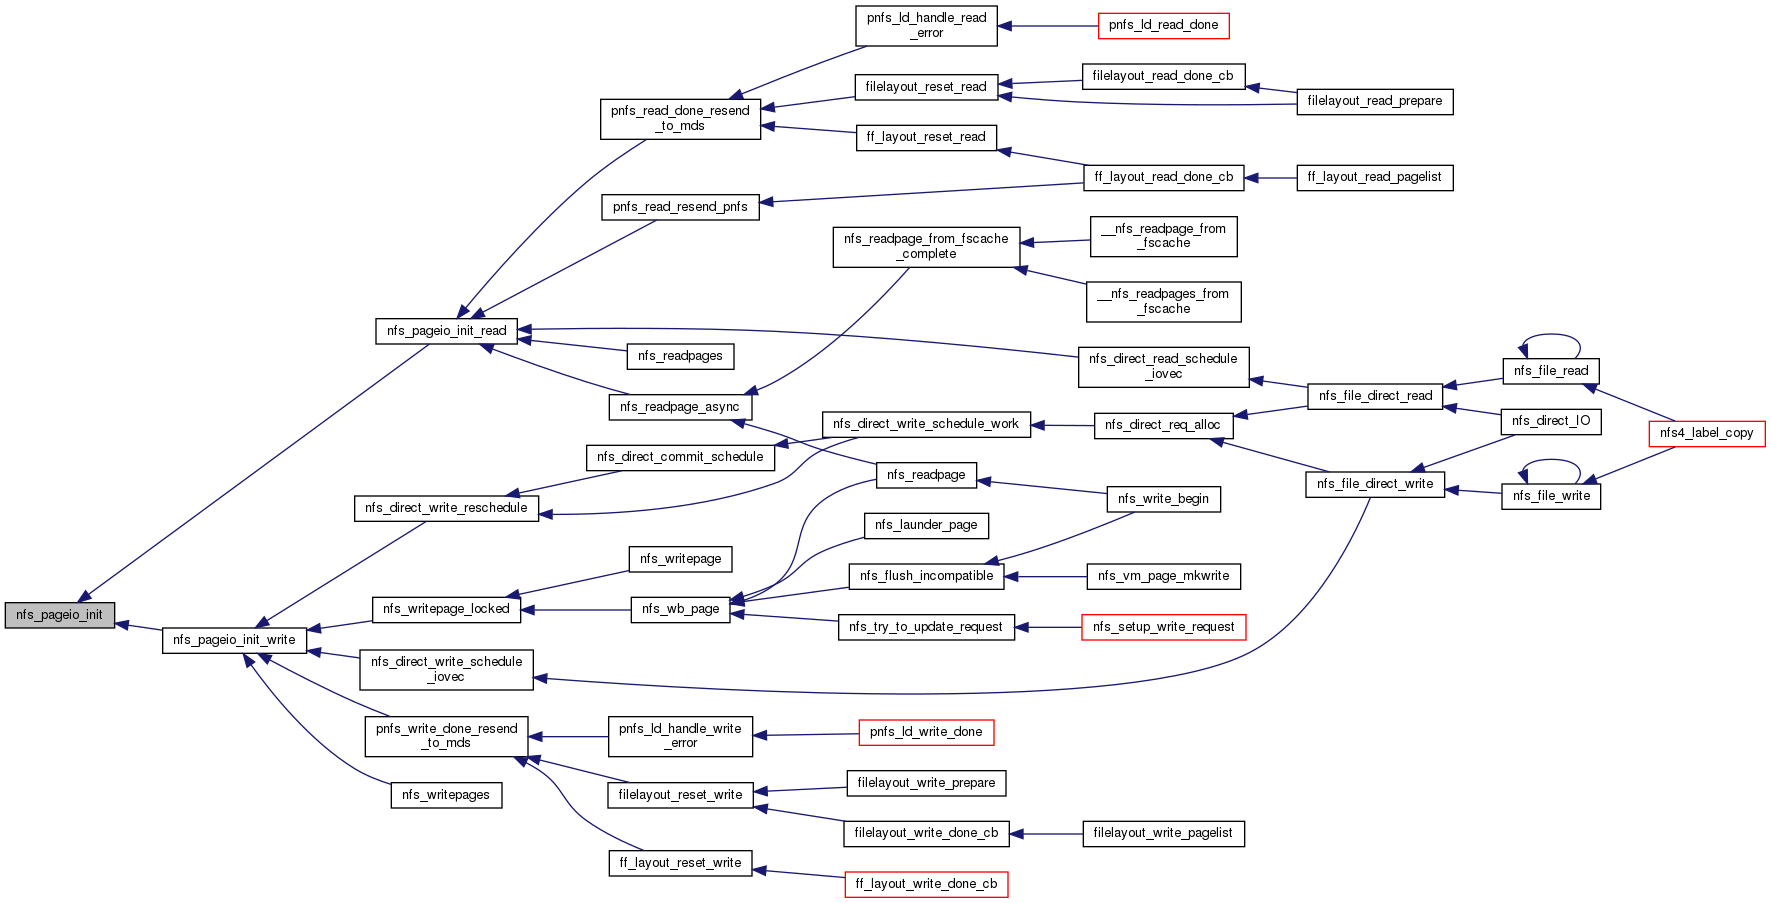 pnfs_ld_handle_read
_error
pnfs_ld_read_done
filelayout_reset_read
filelayout_read_done_cb
filelayout_read_prepare
pnfs_read_done_resend
_to_mds
ff_layout_reset_read
ff_layout_read_done_cb
ff_layout_read_pagelist
pnfs_read_resend_pnfs
nfs_readpage_from_fscache
_complete
__nfs_readpage_from
_fscache
__nfs_readpages_from
_fscache
nfs_pageio_init_read
nfs_readpages
nfs_direct_read_schedule
_iovec
nfs_file_read
nfs_file_direct_read
nfs_readpage_async
nfs_direct_write_schedule_work
nfs_direct_req_alloc
nfs_direct_IO
nfs4_label_copy
nfs_direct_commit_schedule
nfs_readpage
nfs_file_direct_write
nfs_file_write
nfs_write_begin
nfs_direct_write_reschedule
nfs_launder_page
nfs_writepage
nfs_flush_incompatible
nfs_vm_page_mkwrite
nfs_pageio_init
nfs_writepage_locked
nfs_wb_page
nfs_try_to_update_request
nfs_setup_write_request
nfs_pageio_init_write
nfs_direct_write_schedule
_iovec
pnfs_write_done_resend
_to_mds
pnfs_ld_handle_write
_error
pnfs_ld_write_done
nfs_writepages
filelayout_reset_write
filelayout_write_prepare
filelayout_write_done_cb
filelayout_write_pagelist
ff_layout_reset_write
ff_layout_write_done_cb